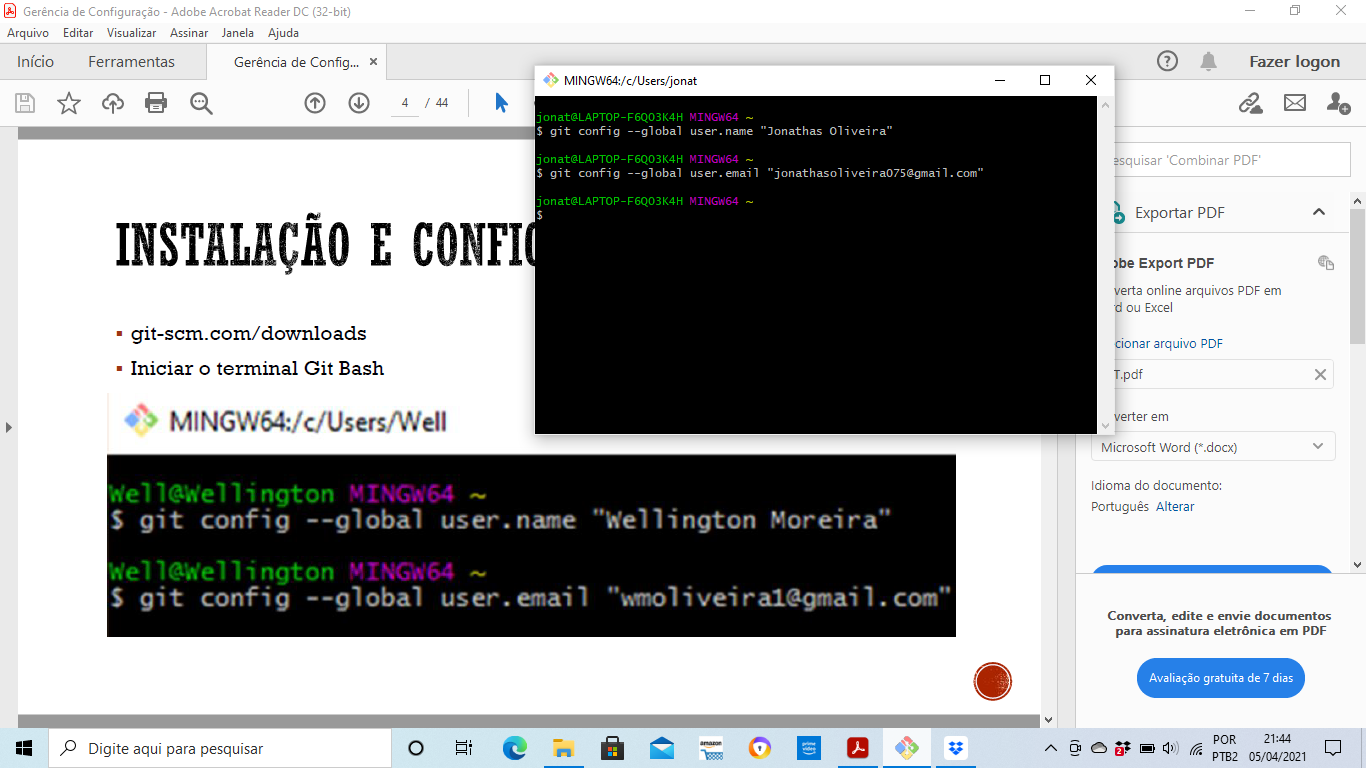 Gerência de Configuração - Adobe Acrobat Reader DC (32-bit)
Arquivo Editar Visualizar Assinar Janela Ajuda
Início Ferramentas Gerência de Config... × Fazer logon
4 / 44
MINGW64:/c/Users/jonat
jonat@LAPTOP-F6QO3K4H MINGW64 ~
$ git config --global user.name "Jonathas Oliveira"
jonat@LAPTOP-F6QO3K4H MINGW64 ~
$ git config --global user.email "jonathasoliveira075@gmail.com"
jonat@LAPTOP-F6QO3K4H MINGW64 ~
$
esquisar 'Combinar PDF'
Exportar PDF
obe Export PDF
verta online arquivos PDF em
rd ou Excel
cionar arquivo PDF
T.pdf
verter em
Microsoft Word (*.docx)
Idioma do documento:
Português Alterar
Converta, edite e envie documentos
para assinatura eletrônica em PDF
Avaliação gratuita de 7 dias
INSTALAÇÃO E CONFIG
▪ git-scm.com/downloads
▪ Iniciar o terminal Git Bash
MINGW64:/c/Users/Well
Well@Wellington MINGW64 ~
$ git config --global user.name "Wellington Moreira"
Well@Wellington MINGW64 ~
$ git config --global user.email "wmoliveira1@gmail.com"
Digite aqui para pesquisar
amazon
prime video
2
POR
PTB2
21:44
05/04/2021